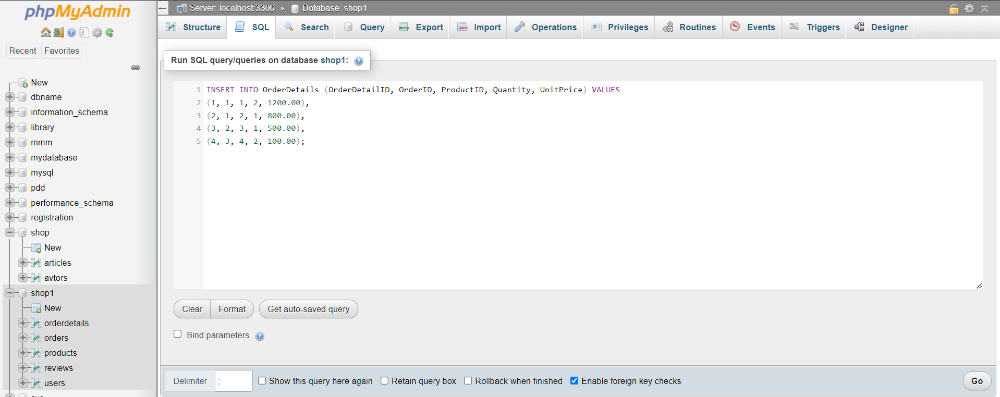 phpMyAdmin
Recent
Favorites
New
dbname
information_schema
library
mmm
mydatabase
mysql
pdd
performance_schema
registration
shop
New
articles
avtors
shop1
New
orderdetails
orders
products
reviews
users
Server: localhost:3306 » Database: shop1
Structure SQL Search Query Export Import Operations Privileges Routines Events Triggers Designer
Run SQL query/queries on database shop1:
1 INSERT INTO OrderDetails (OrderDetailID, OrderID, ProductID, Quantity, UnitPrice) VALUES
2 (1, 1, 1, 2, 1200.00),
3 (2, 1, 2, 1, 800.00),
4 (3, 2, 3, 1, 500.00),
5 (4, 3, 4, 2, 100.00);
Clear Format Get auto-saved query
Bind parameters
Delimiter ; Show this query here again Retain query box Rollback when finished Enable foreign key checks Go